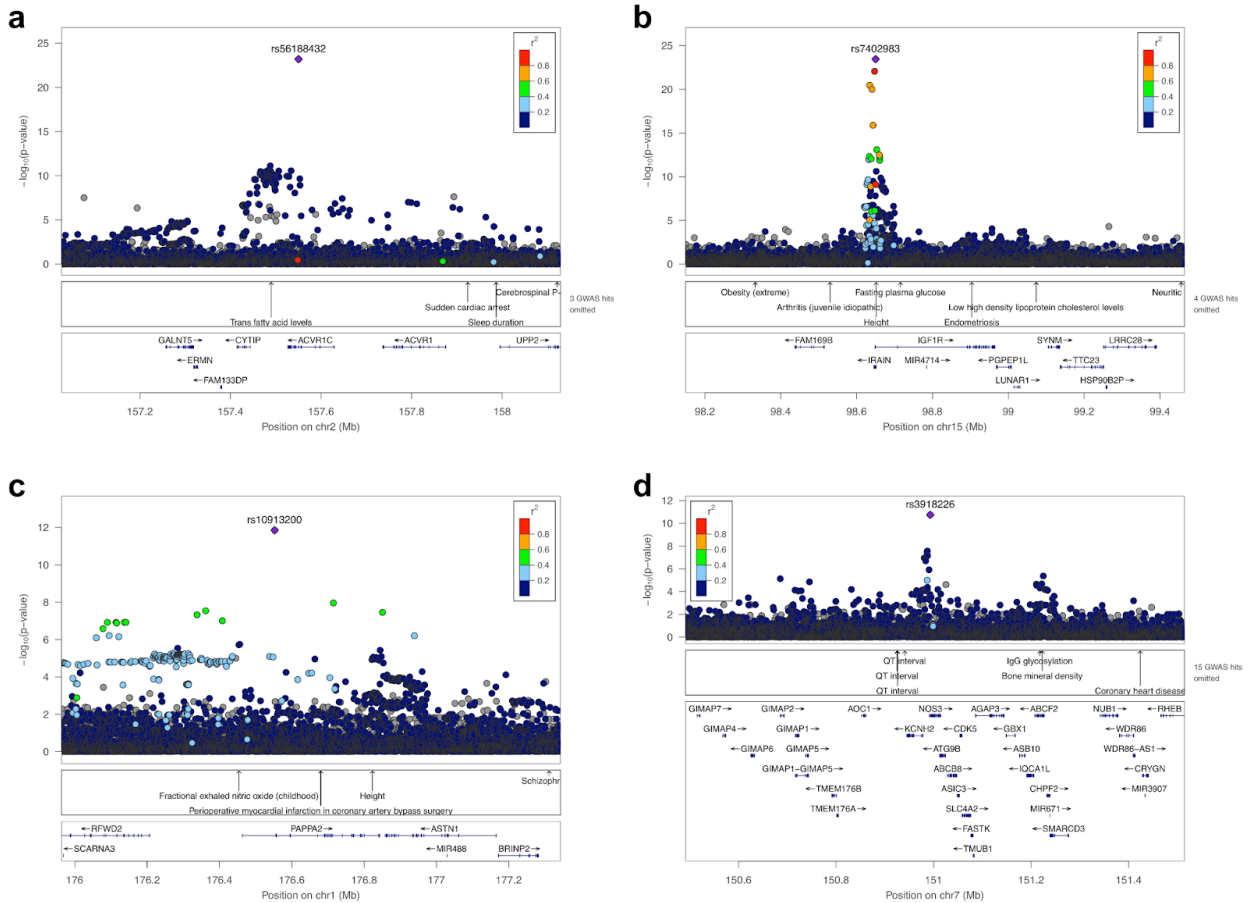 a
rs56188432
25
20
15
10
5
0
−log10(p−value)
r2
0.8
0.6
0.4
0.2
Cerebrospinal P-
Sudden cardiac arrest
Trans fatty acid levels
Sleep duration
3 GWAS hits
omitted
GALNT5→
←CYTIP
←ACVR1C
←ACVR1
UPP2→
←ERMN
←FAM133DP
157.2
157.4
157.6
157.8
158
Position on chr2 (Mb)
b
rs7402983
25
20
15
10
5
0
−log10(p−value)
r2
0.8
0.6
0.4
0.2
Obesity (extreme)
Fasting plasma glucose
Neuritic
Arthritis (juvenile idiopathic)
Low high density lipoprotein cholesterol levels
Height
Endometriosis
4 GWAS hits
omitted
←FAM169B
IGF1R→
SYNM→
LRRC28→
←IRAIN
MIR4714→
←PGPEP1L
←TTC23
LUNAR1→
HSP90B2P→
98.2
98.4
98.6
98.8
99
99.2
99.4
Position on chr15 (Mb)
c
rs10913200
12
10
8
6
4
2
0
−log10(p−value)
r2
0.8
0.6
0.4
0.2
Schizophr
Fractional exhaled nitric oxide (childhood)
Height
Perioperative myocardial infarction in coronary artery bypass surgery
←RFWD2
PAPPA2→
←ASTN1
←SCARNA3
←MIR488
BRINP2→
176
176.2
176.4
176.6
176.8
177
177.2
Position on chr1 (Mb)
d
rs3918226
12
10
8
6
4
2
0
−log10(p−value)
r2
0.8
0.6
0.4
0.2
QT interval
IgG glycosylation
QT interval
Bone mineral density
QT interval
Coronary heart disease
15 GWAS hits
omitted
GIMAP7→
GIMAP2→
AOC1→
NOS3→
AGAP3→
←ABCF2
NUB1→
←RHEB
GIMAP4→
GIMAP1→
←KCNH2
←CDK5
←GBX1
←WDR86
←GIMAP6
GIMAP5→
←ATG9B
←ASB10
WDR86−AS1→
GIMAP1−GIMAP5→
ABCB8→
←IQCA1L
←CRYGN
←TMEM176B
ASIC3→
CHPF2→
←MIR3907
TMEM176A→
SLC4A2→
MIR671→
←FASTK
←SMARCD3
←TMUB1
150.6
150.8
151
151.2
151.4
Position on chr7 (Mb)